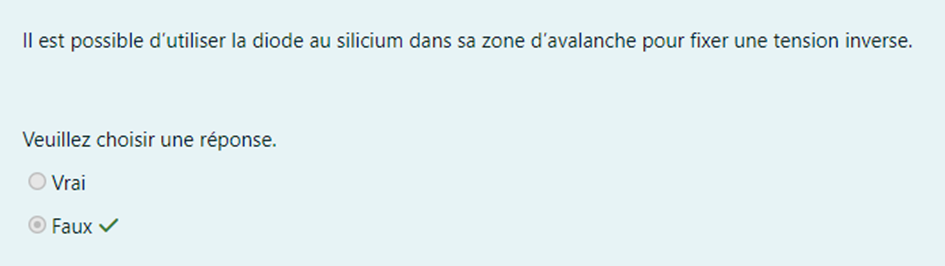 Il est possible d'utiliser la diode au silicium dans sa zone d'avalanche pour fixer une tension inverse.
Veuillez choisir une réponse.
Vrai
Faux